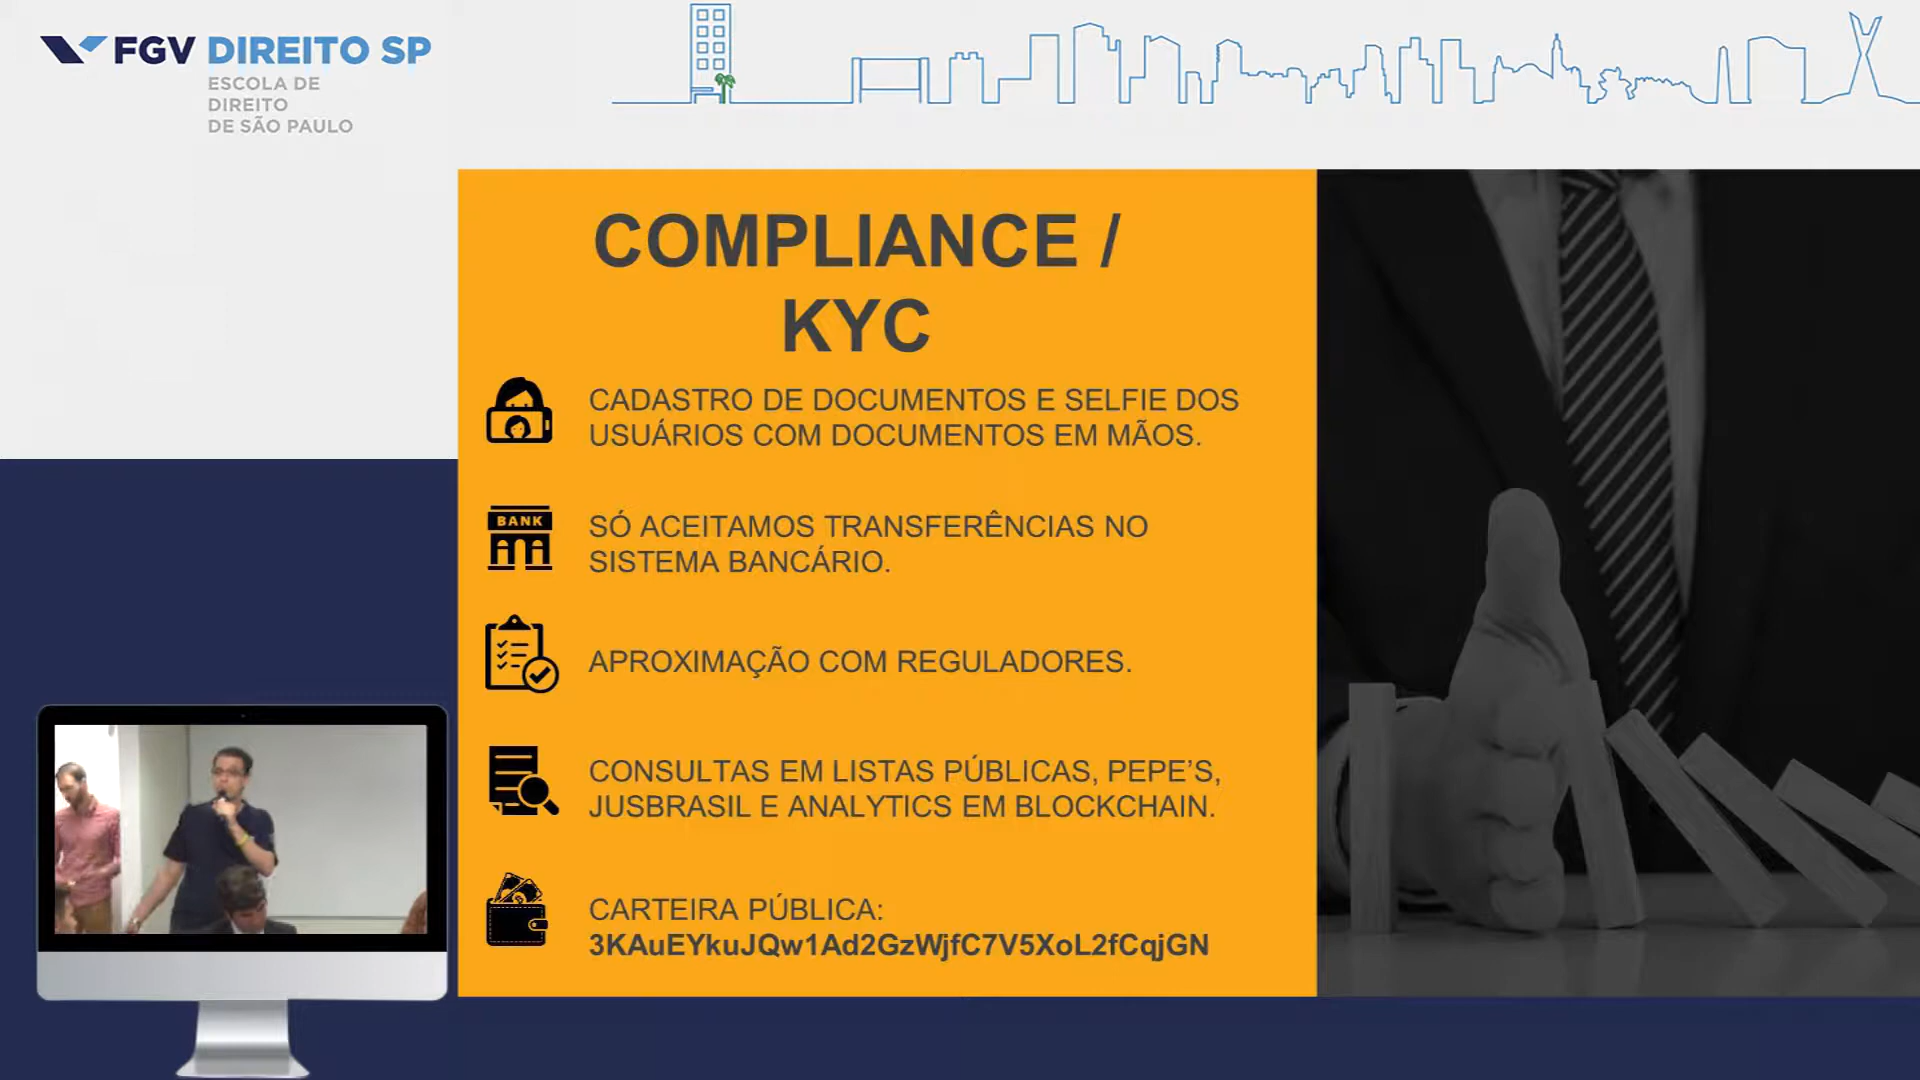 FGV DIREITO SP
ESCOLA DE
DIREITO
DE SÃO PAULO
COMPLIANCE /
KYC
CADASTRO DE DOCUMENTOS E SELFIE DOS
USUÁRIOS COM DOCUMENTOS EM MÃOS.
BANK
SÓ ACEITAMOS TRANSFERÊNCIAS NO
SISTEMA BANCÁRIO.
APROXIMAÇÃO COM REGULADORES.
CONSULTAS EM LISTAS PÚBLICAS, PEPE’S,
JUSBRASIL E ANALYTICS EM BLOCKCHAIN.
CARTEIRA PÚBLICA:
3KAuEYkuJQw1Ad2GzWjfC7V5XoL2fCqjGN